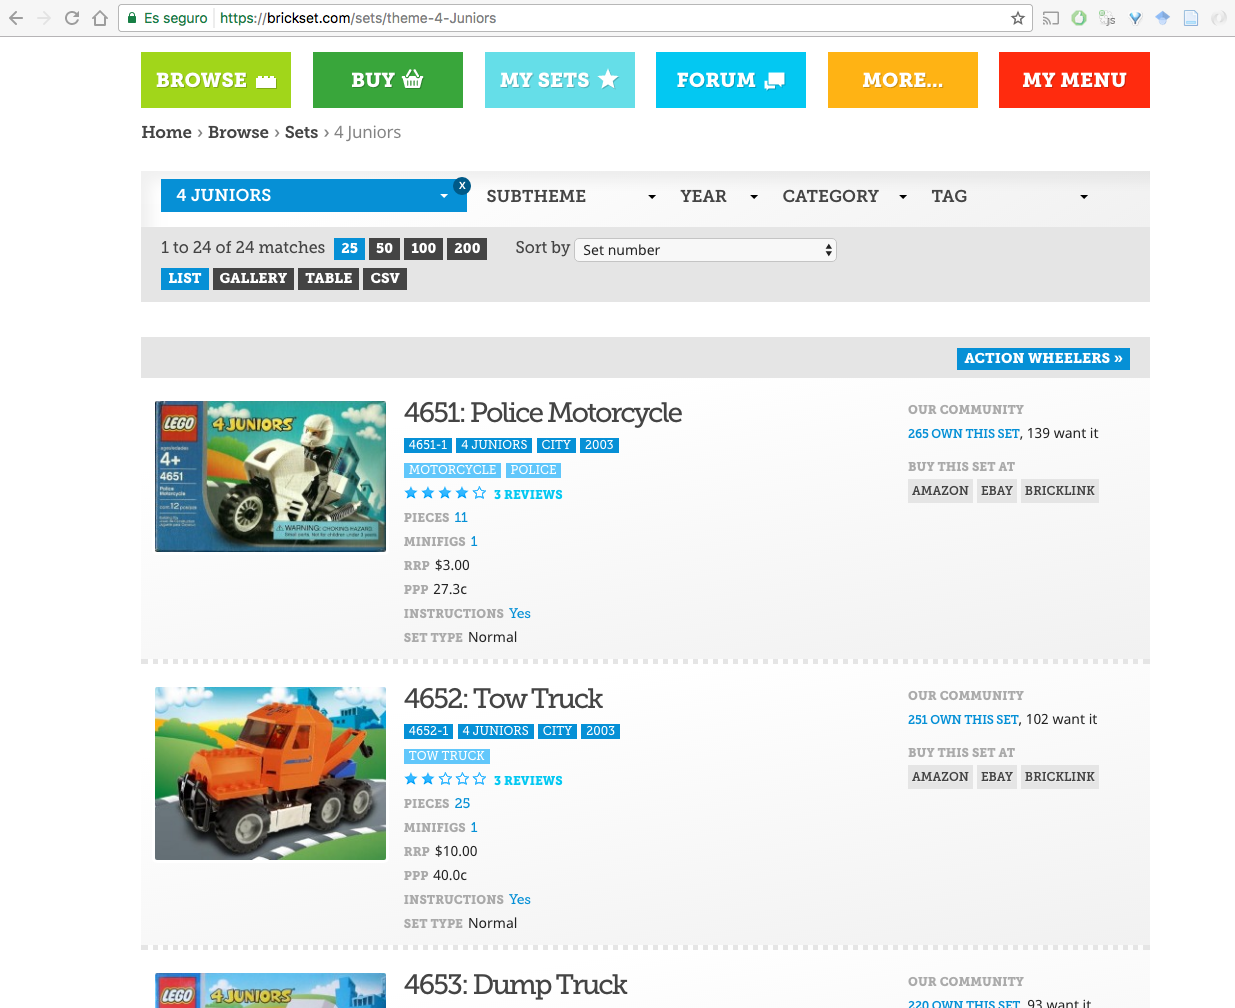 Es seguro https://brickset.com/sets/theme-4-Juniors
BROWSE BUY MY SETS FORUM MORE... MY MENU
Home › Browse › Sets › 4 Juniors
4 JUNIORS x SUBTHEME YEAR CATEGORY TAG
1 to 24 of 24 matches 25 50 100 200 Sort by Set number
LIST GALLERY TABLE CSV
ACTION WHEELERS »
LEGO 4JUNIORS
4+
4651
Police
Motorcycle
WARNING: CHOKING HAZARD.
4651: Police Motorcycle
4651-1 4 JUNIORS CITY 2003
MOTORCYCLE POLICE
3 REVIEWS
PIECES 11
MINIFIGS 1
RRP $3.00
PPP 27.3c
INSTRUCTIONS Yes
SET TYPE Normal
OUR COMMUNITY
265 OWN THIS SET, 139 want it
BUY THIS SET AT
AMAZON EBAY BRICKLINK
4652: Tow Truck
4652-1 4 JUNIORS CITY 2003
TOW TRUCK
3 REVIEWS
PIECES 25
MINIFIGS 1
RRP $10.00
PPP 40.0c
INSTRUCTIONS Yes
SET TYPE Normal
OUR COMMUNITY
251 OWN THIS SET, 102 want it
BUY THIS SET AT
AMAZON EBAY BRICKLINK
LEGO 4JUNIORS
4653: Dump Truck
OUR COMMUNITY
220 OWN THIS SET, 93 want it